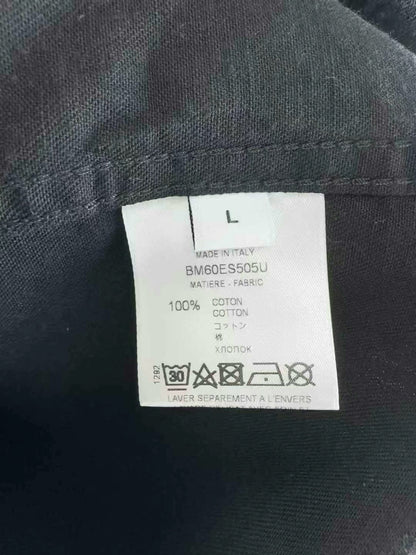 L
MADE IN ITALY
BM60ES505U
MATIERE - FABRIC
100% COTON
COTTON
コットン
棉
ХЛОПОК
1292
30
LAVER SEPAREMENT A L'ENVERS